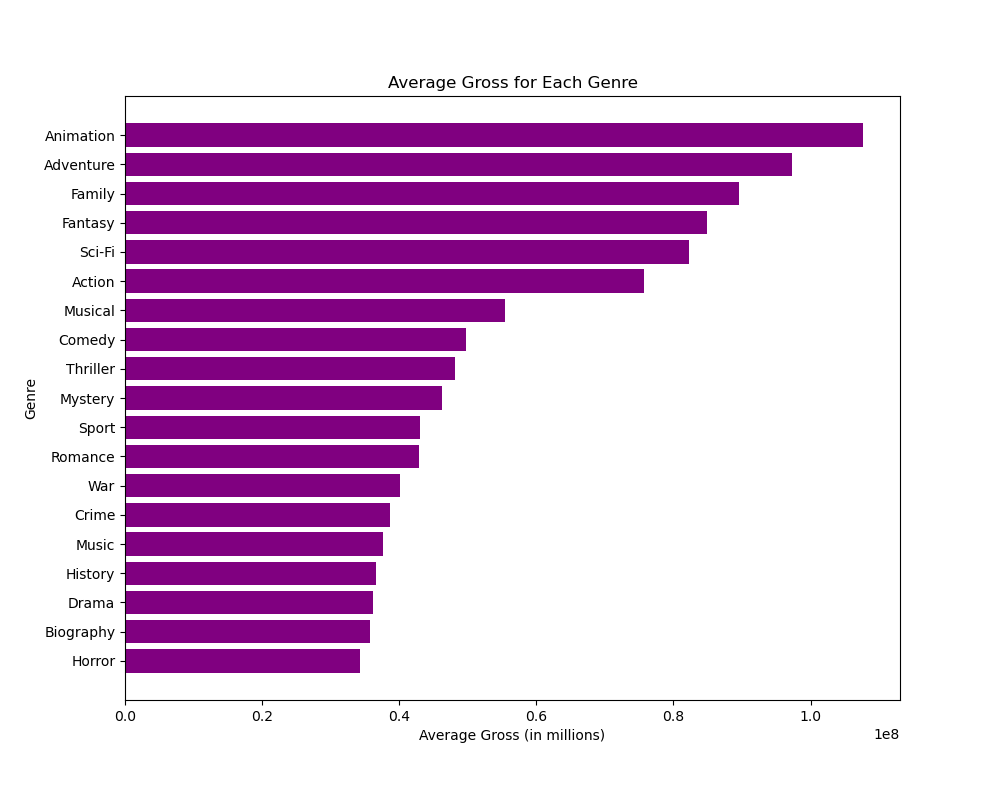 Average Gross for Each Genre
Animation
Adventure
Family
Fantasy
Sci-Fi
Action
Musical
Comedy
Thriller
Mystery
Sport
Romance
War
Crime
Music
History
Drama
Biography
Horror
Genre
0.0 0.2 0.4 0.6 0.8 1.0
Average Gross (in millions)
1e8